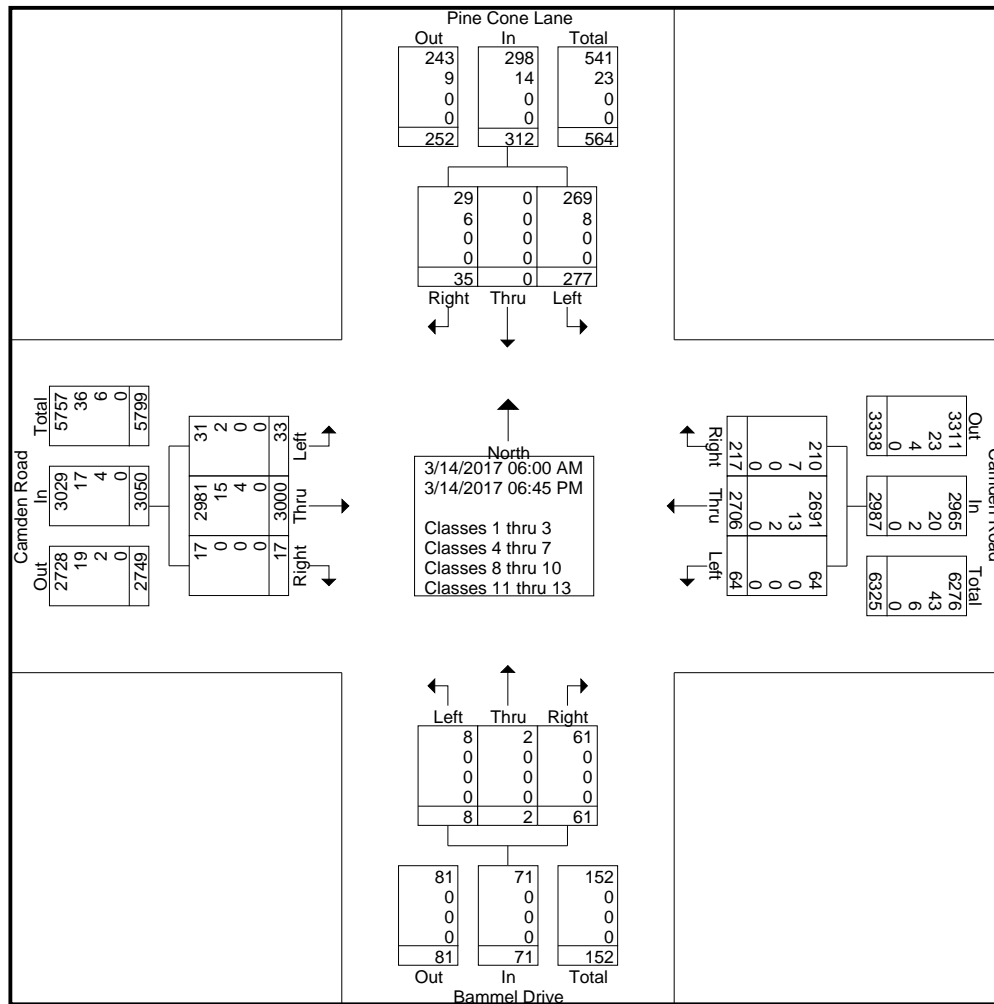 Pine Cone Lane
Out In Total
243 298 541
9 14 23
0 0 0
0 0 0
252 312 564
29 0 269
6 0 8
0 0 0
0 0 0
35 0 277
Right Thru Left
Camden Road
Total
5757 36 6 0 5799
In
3029 17 4 0 3050
Out
2728 19 2 0 2749
31 2 0 0 33
Left
2981 15 4 0 3000
Thru
17 0 0 0 17
Right
North
3/14/2017 06:00 AM
3/14/2017 06:45 PM
Classes 1 thru 3
Classes 4 thru 7
Classes 8 thru 10
Classes 11 thru 13
Right
210 7 0 0 217
Thru
2691 13 2 0 2706
Left
64 0 0 0 64
Camden Road
Out
3311 23 4 0 3338
In
2965 20 2 0 2987
Total
6276 43 6 0 6325
Left Thru Right
8 2 61
0 0 0
0 0 0
0 0 0
8 2 61
81 71 152
0 0 0
0 0 0
0 0 0
81 71 152
Out In Total
Bammel Drive